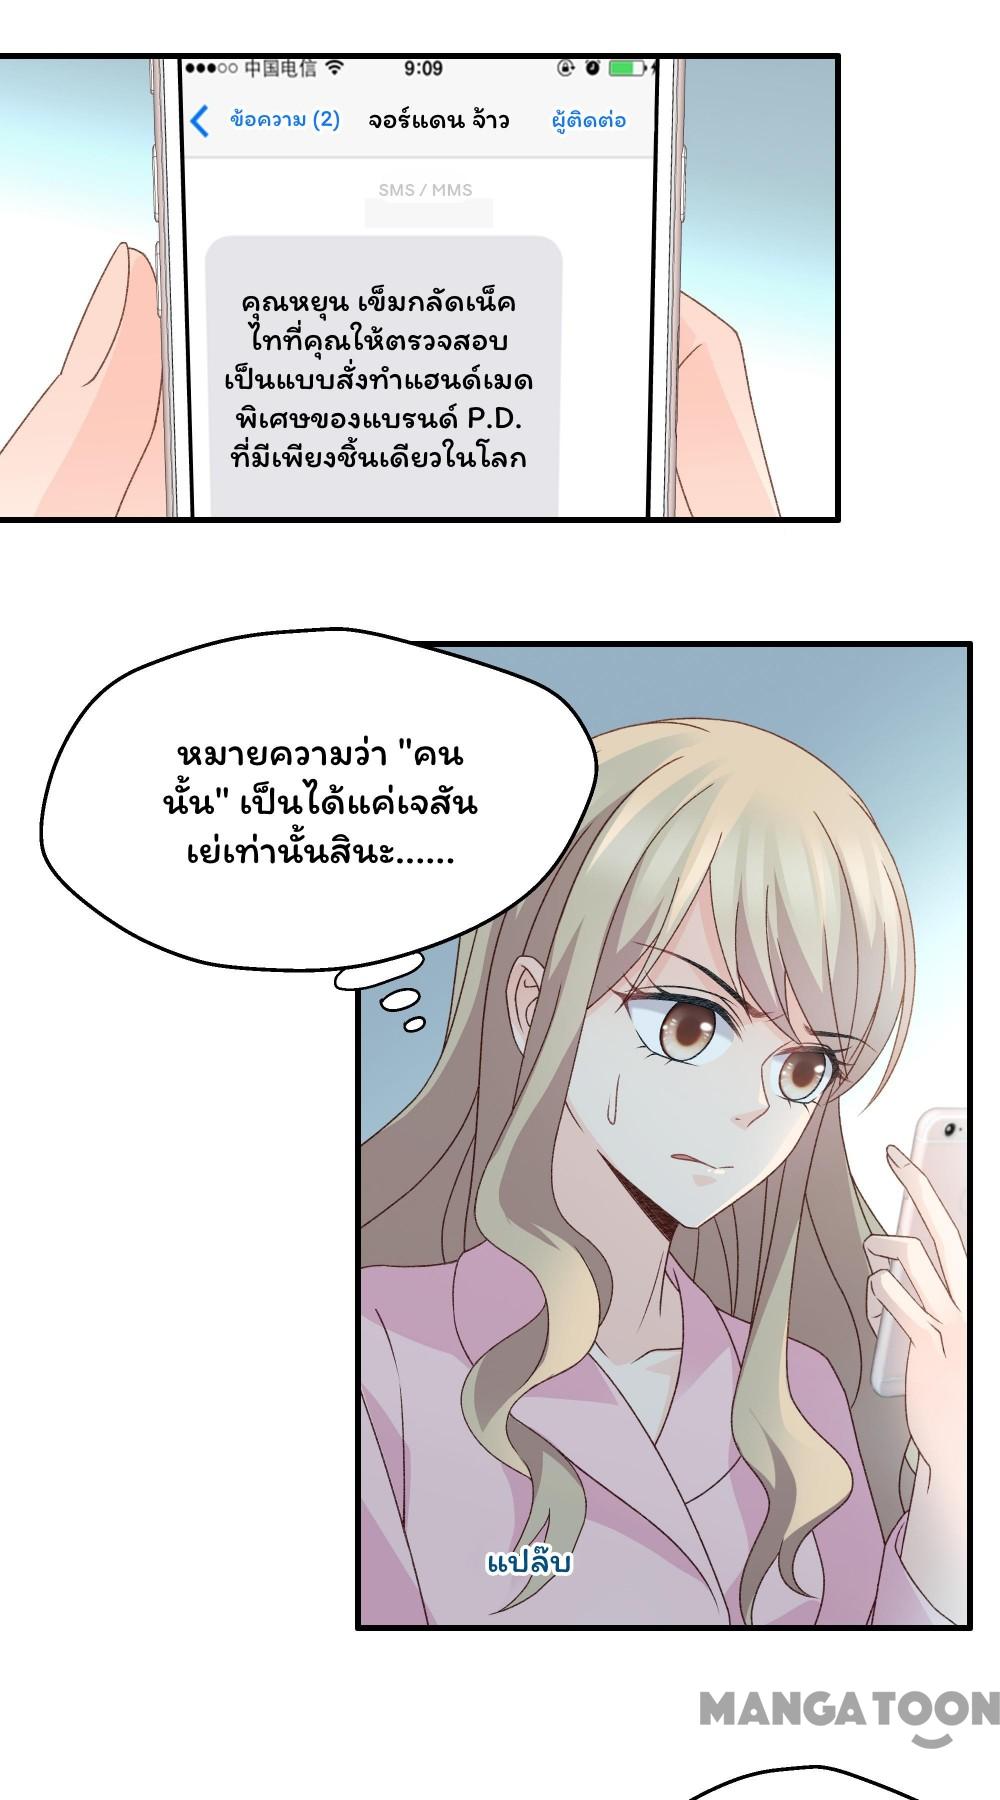 中国电信 9:09
ข้อความ (2) จอร์แดน จ้าว ผู้ติดต่อ
SMS / MMS
คุณหยุน เข็มกลัดเน็ค
ไทที่คุณให้ตรวจสอบ
เป็นแบบสั่งทำแฮนด์เมด
พิเศษของแบรนด์ P.D.
ที่มีเพียงชิ้นเดียวในโลก
หมายความว่า "คน
นั้น" เป็นได้แค่เจสัน
เย่เท่านั้นสินะ......
แปล๊บ
MANGATOON